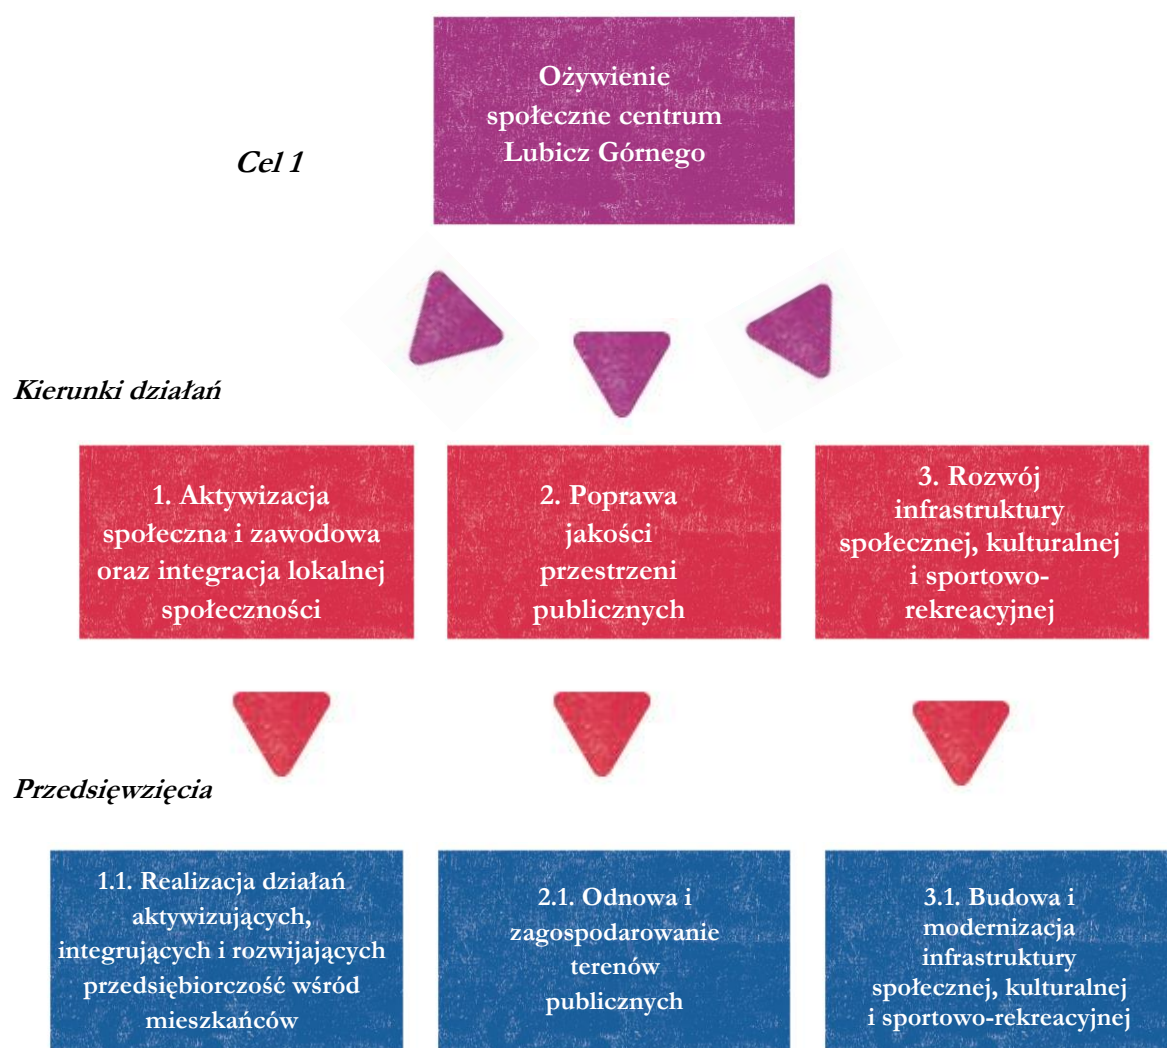 Ożywienie
społeczne centrum
Lubicz Górnego
Cel 1
Kierunki działań
1. Aktywizacja
społeczna i zawodowa
oraz integracja lokalnej
społeczności
2. Poprawa
jakości
przestrzeni
publicznych
3. Rozwój
infrastruktury
społecznej, kulturalnej
i sportowo-
rekreacyjnej
Przedsięwzięcia
1.1. Realizacja działań
aktywizujących,
integrujących i rozwijających
przedsiębiorczość wśród
mieszkańców
2.1. Odnowa i
zagospodarowanie
terenów
publicznych
3.1. Budowa i
modernizacja
infrastruktury
społecznej, kulturalnej
i sportowo-rekreacyjnej